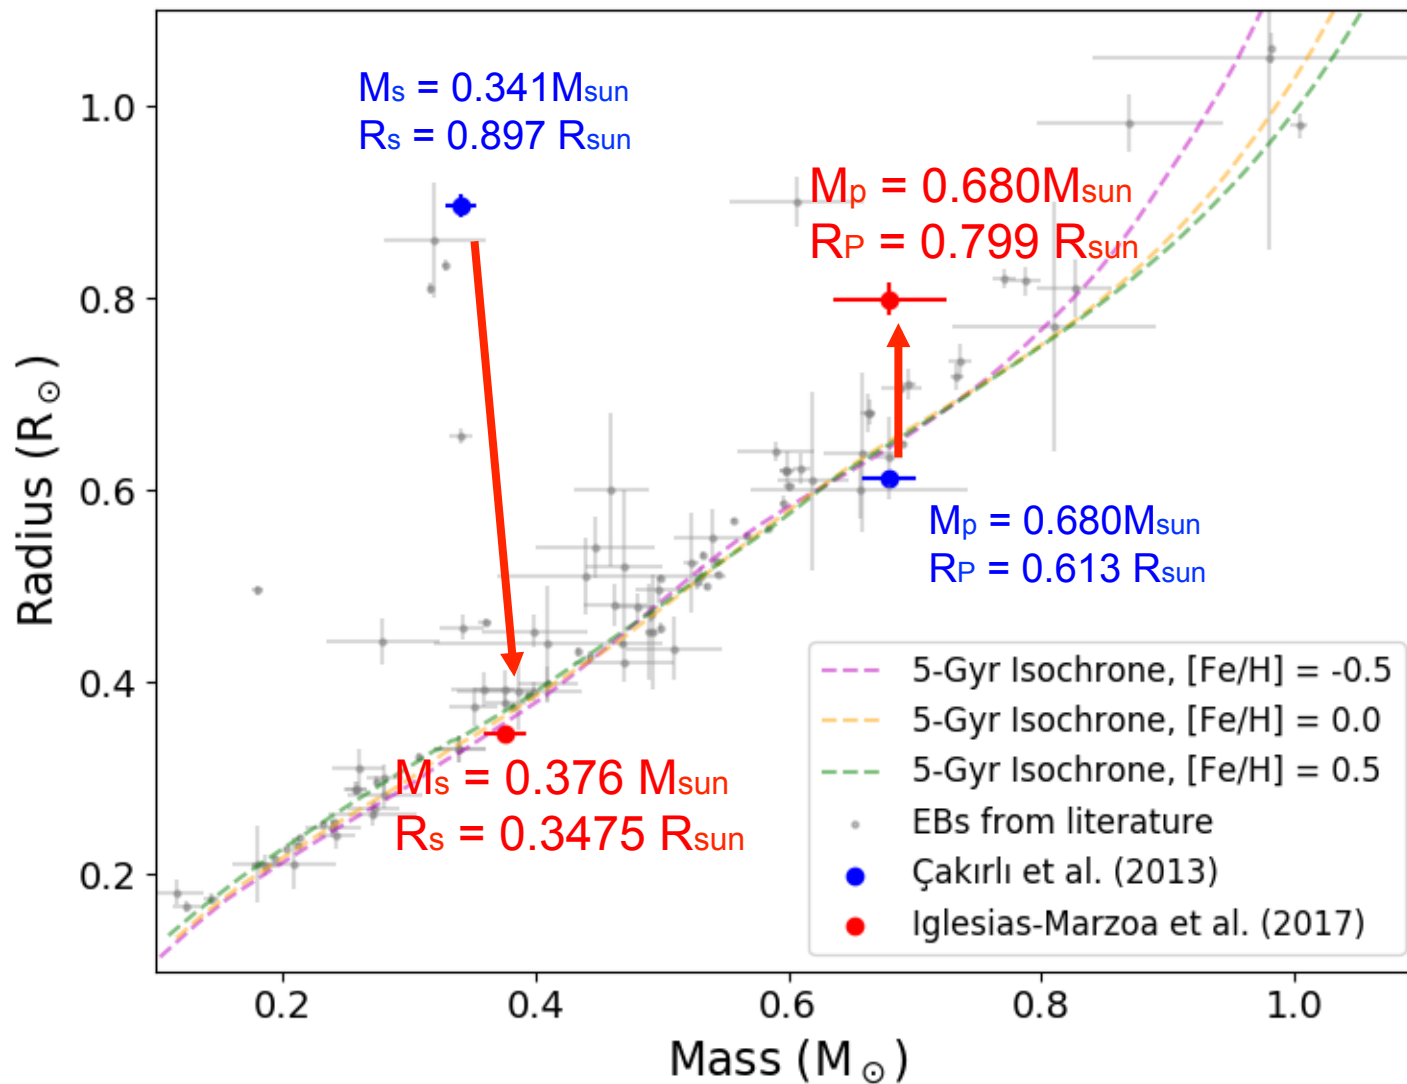 Ms = 0.341Msun
Rs = 0.897 Rsun
Mp = 0.680Msun
RP = 0.799 Rsun
Mp = 0.680Msun
RP = 0.613 Rsun
Ms = 0.376 Msun
Rs = 0.3475 Rsun
5-Gyr Isochrone, [Fe/H] = -0.5
5-Gyr Isochrone, [Fe/H] = 0.0
5-Gyr Isochrone, [Fe/H] = 0.5
EBs from literature
Çakırlı et al. (2013)
Iglesias-Marzoa et al. (2017)
Radius (R⊙)
1.0
0.8
0.6
0.4
0.2
0.2 0.4 0.6 0.8 1.0
Mass (M⊙)